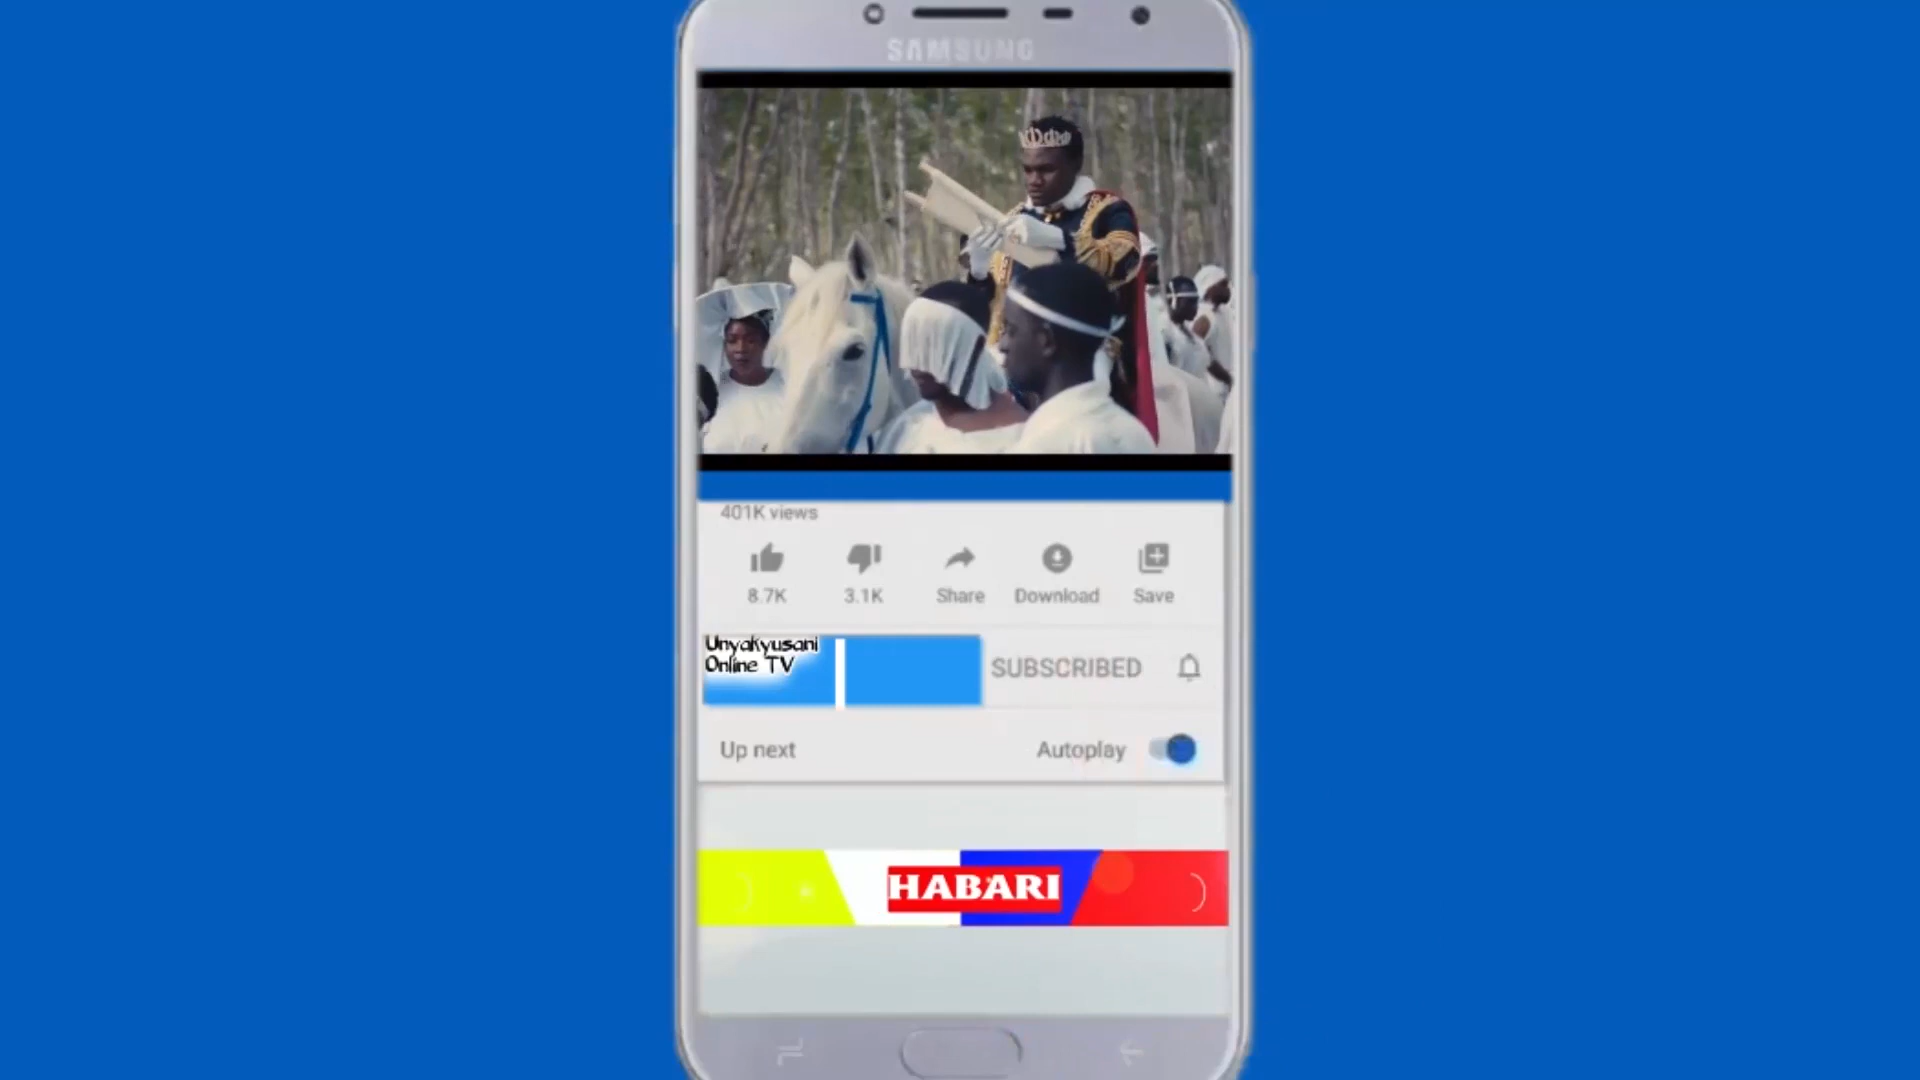 SAMSUNG
401K views
8.7K
3.1K
Share
Download
Save
Unyakyusani
Online TV
SUBSCRIBED
Up next
Autoplay
HABARI